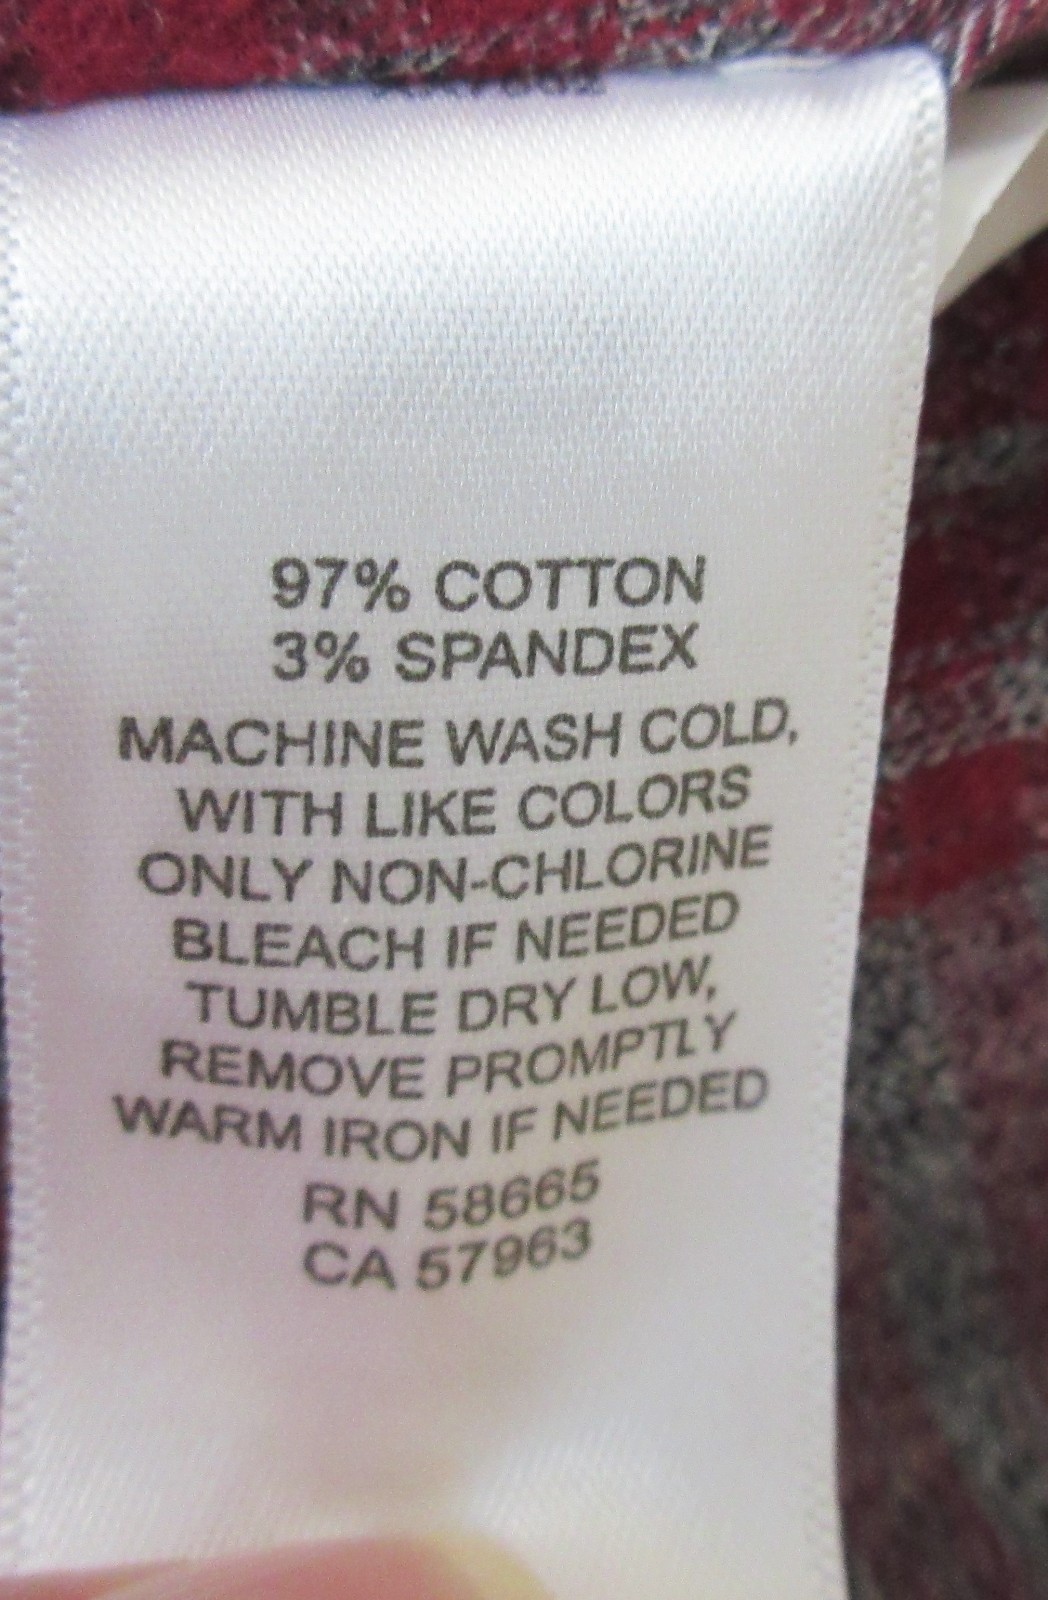 97% COTTON
3% SPANDEX
MACHINE WASH COLD,
WITH LIKE COLORS
ONLY NON-CHLORINE
BLEACH IF NEEDED
TUMBLE DRY LOW,
REMOVE PROMPTLY
WARM IRON IF NEEDED
RN 58665
CA 57963